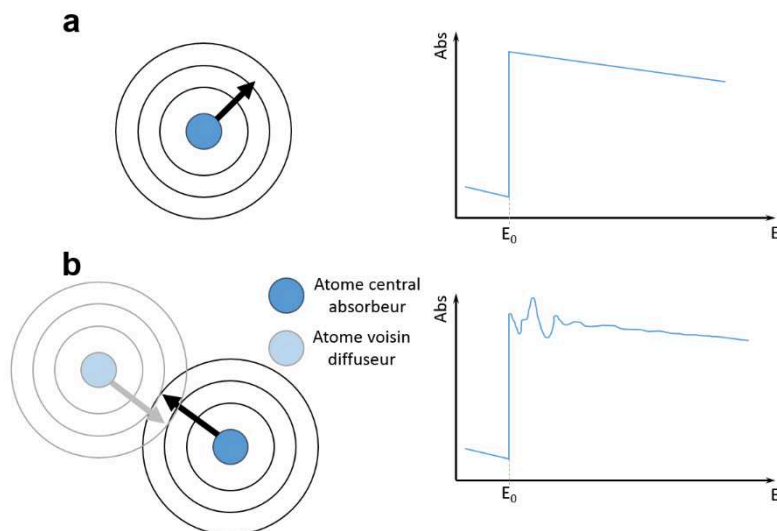 a
Abs
E₀
E
b
Atome central
absorbeur
Atome voisin
diffuseur
Abs
E₀
E